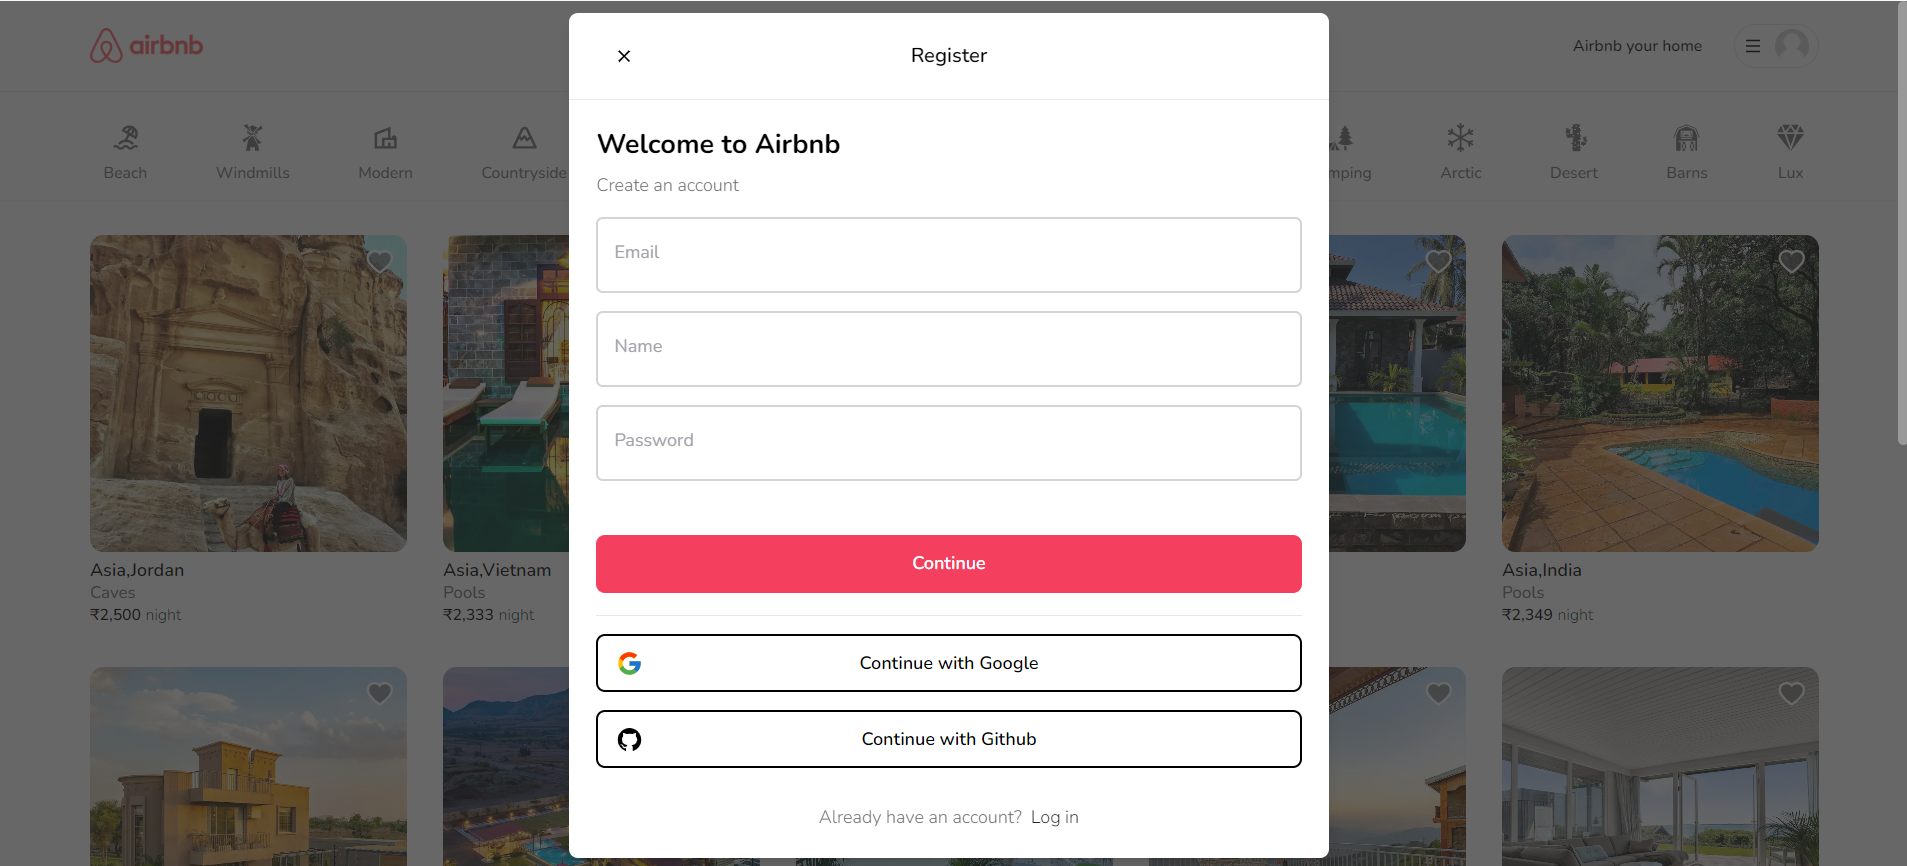 airbnb
Airbnb your home
Beach
Windmills
Modern
Countryside
mping
Arctic
Desert
Barns
Lux
Register
Welcome to Airbnb
Create an account
Email
Name
Password
Continue
Continue with Google
Continue with Github
Already have an account? Log in
Asia,Jordan
Caves
₹2,500 night
Asia,Vietnam
Pools
₹2,333 night
Asia,India
Pools
₹2,349 night